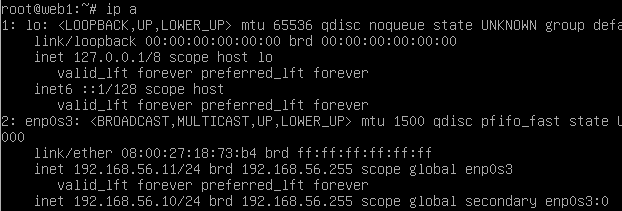 root@web1:~# ip a
1: lo: <LOOPBACK,UP,LOWER_UP> mtu 65536 qdisc noqueue state UNKNOWN group defa
link/loopback 00:00:00:00:00:00 brd 00:00:00:00:00:00
inet 127.0.0.1/8 scope host lo
valid_lft forever preferred_lft forever
inet6 ::1/128 scope host
valid_lft forever preferred_lft forever
2: enp0s3: <BROADCAST,MULTICAST,UP,LOWER_UP> mtu 1500 qdisc pfifo_fast state U
000
link/ether 08:00:27:18:73:b4 brd ff:ff:ff:ff:ff:ff
inet 192.168.56.11/24 brd 192.168.56.255 scope global enp0s3
valid_lft forever preferred_lft forever
inet 192.168.56.10/24 brd 192.168.56.255 scope global secondary enp0s3:0